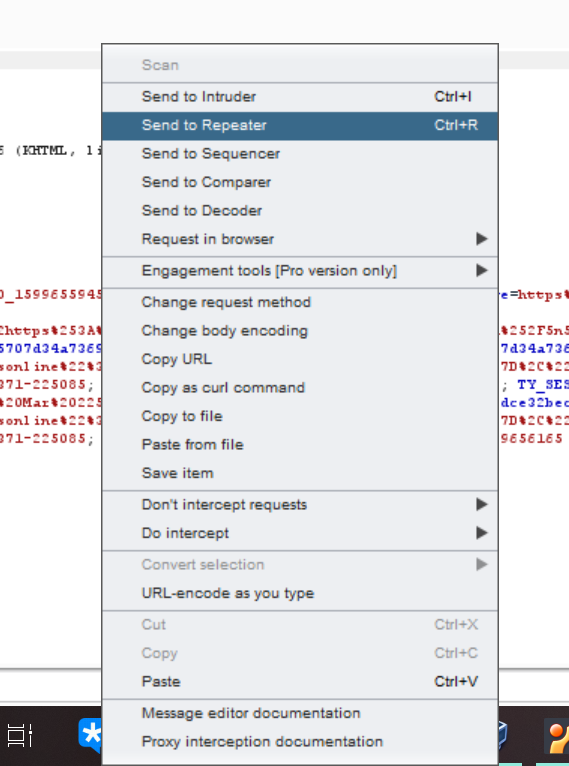 Scan
Send to Intruder Ctrl+I
Send to Repeater Ctrl+R
5 (KHTML, li
Send to Sequencer
Send to Comparer
Send to Decoder
Request in browser
Engagement tools [Pro version only]
0_1599655945 e=https%
Change request method
2https%253A% %252F5n5
Change body encoding
5707d34a7369 7d34a736
Copy URL
sonline%22%3 7D%2C%22
871-225085; ; TY_SES
Copy as curl command
%20Mar%20225 dce32bec
Copy to file
sonline%22%3 7D%2C%22
871-225085; 9656165
Paste from file
Save item
Don't intercept requests
Do intercept
Convert selection
URL-encode as you type
Cut Ctrl+X
Copy Ctrl+C
Paste Ctrl+V
Message editor documentation
Proxy interception documentation